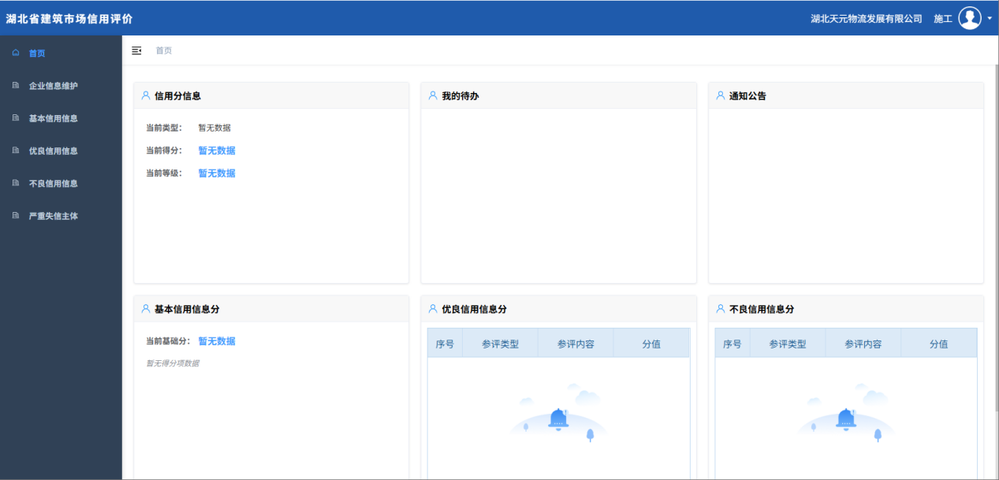 湖北省建筑市场信用评价
湖北天元物流发展有限公司 施工
首页
企业信息维护
基本信用信息
优良信用信息
不良信用信息
严重失信主体
首页
信用分信息
当前类型： 暂无数据
当前得分： 暂无数据
当前等级： 暂无数据
我的待办
通知公告
基本信用信息分
当前基础分： 暂无数据
暂无得分项数据
优良信用信息分
序号 参评类型 参评内容 分值
不良信用信息分
序号 参评类型 参评内容 分值